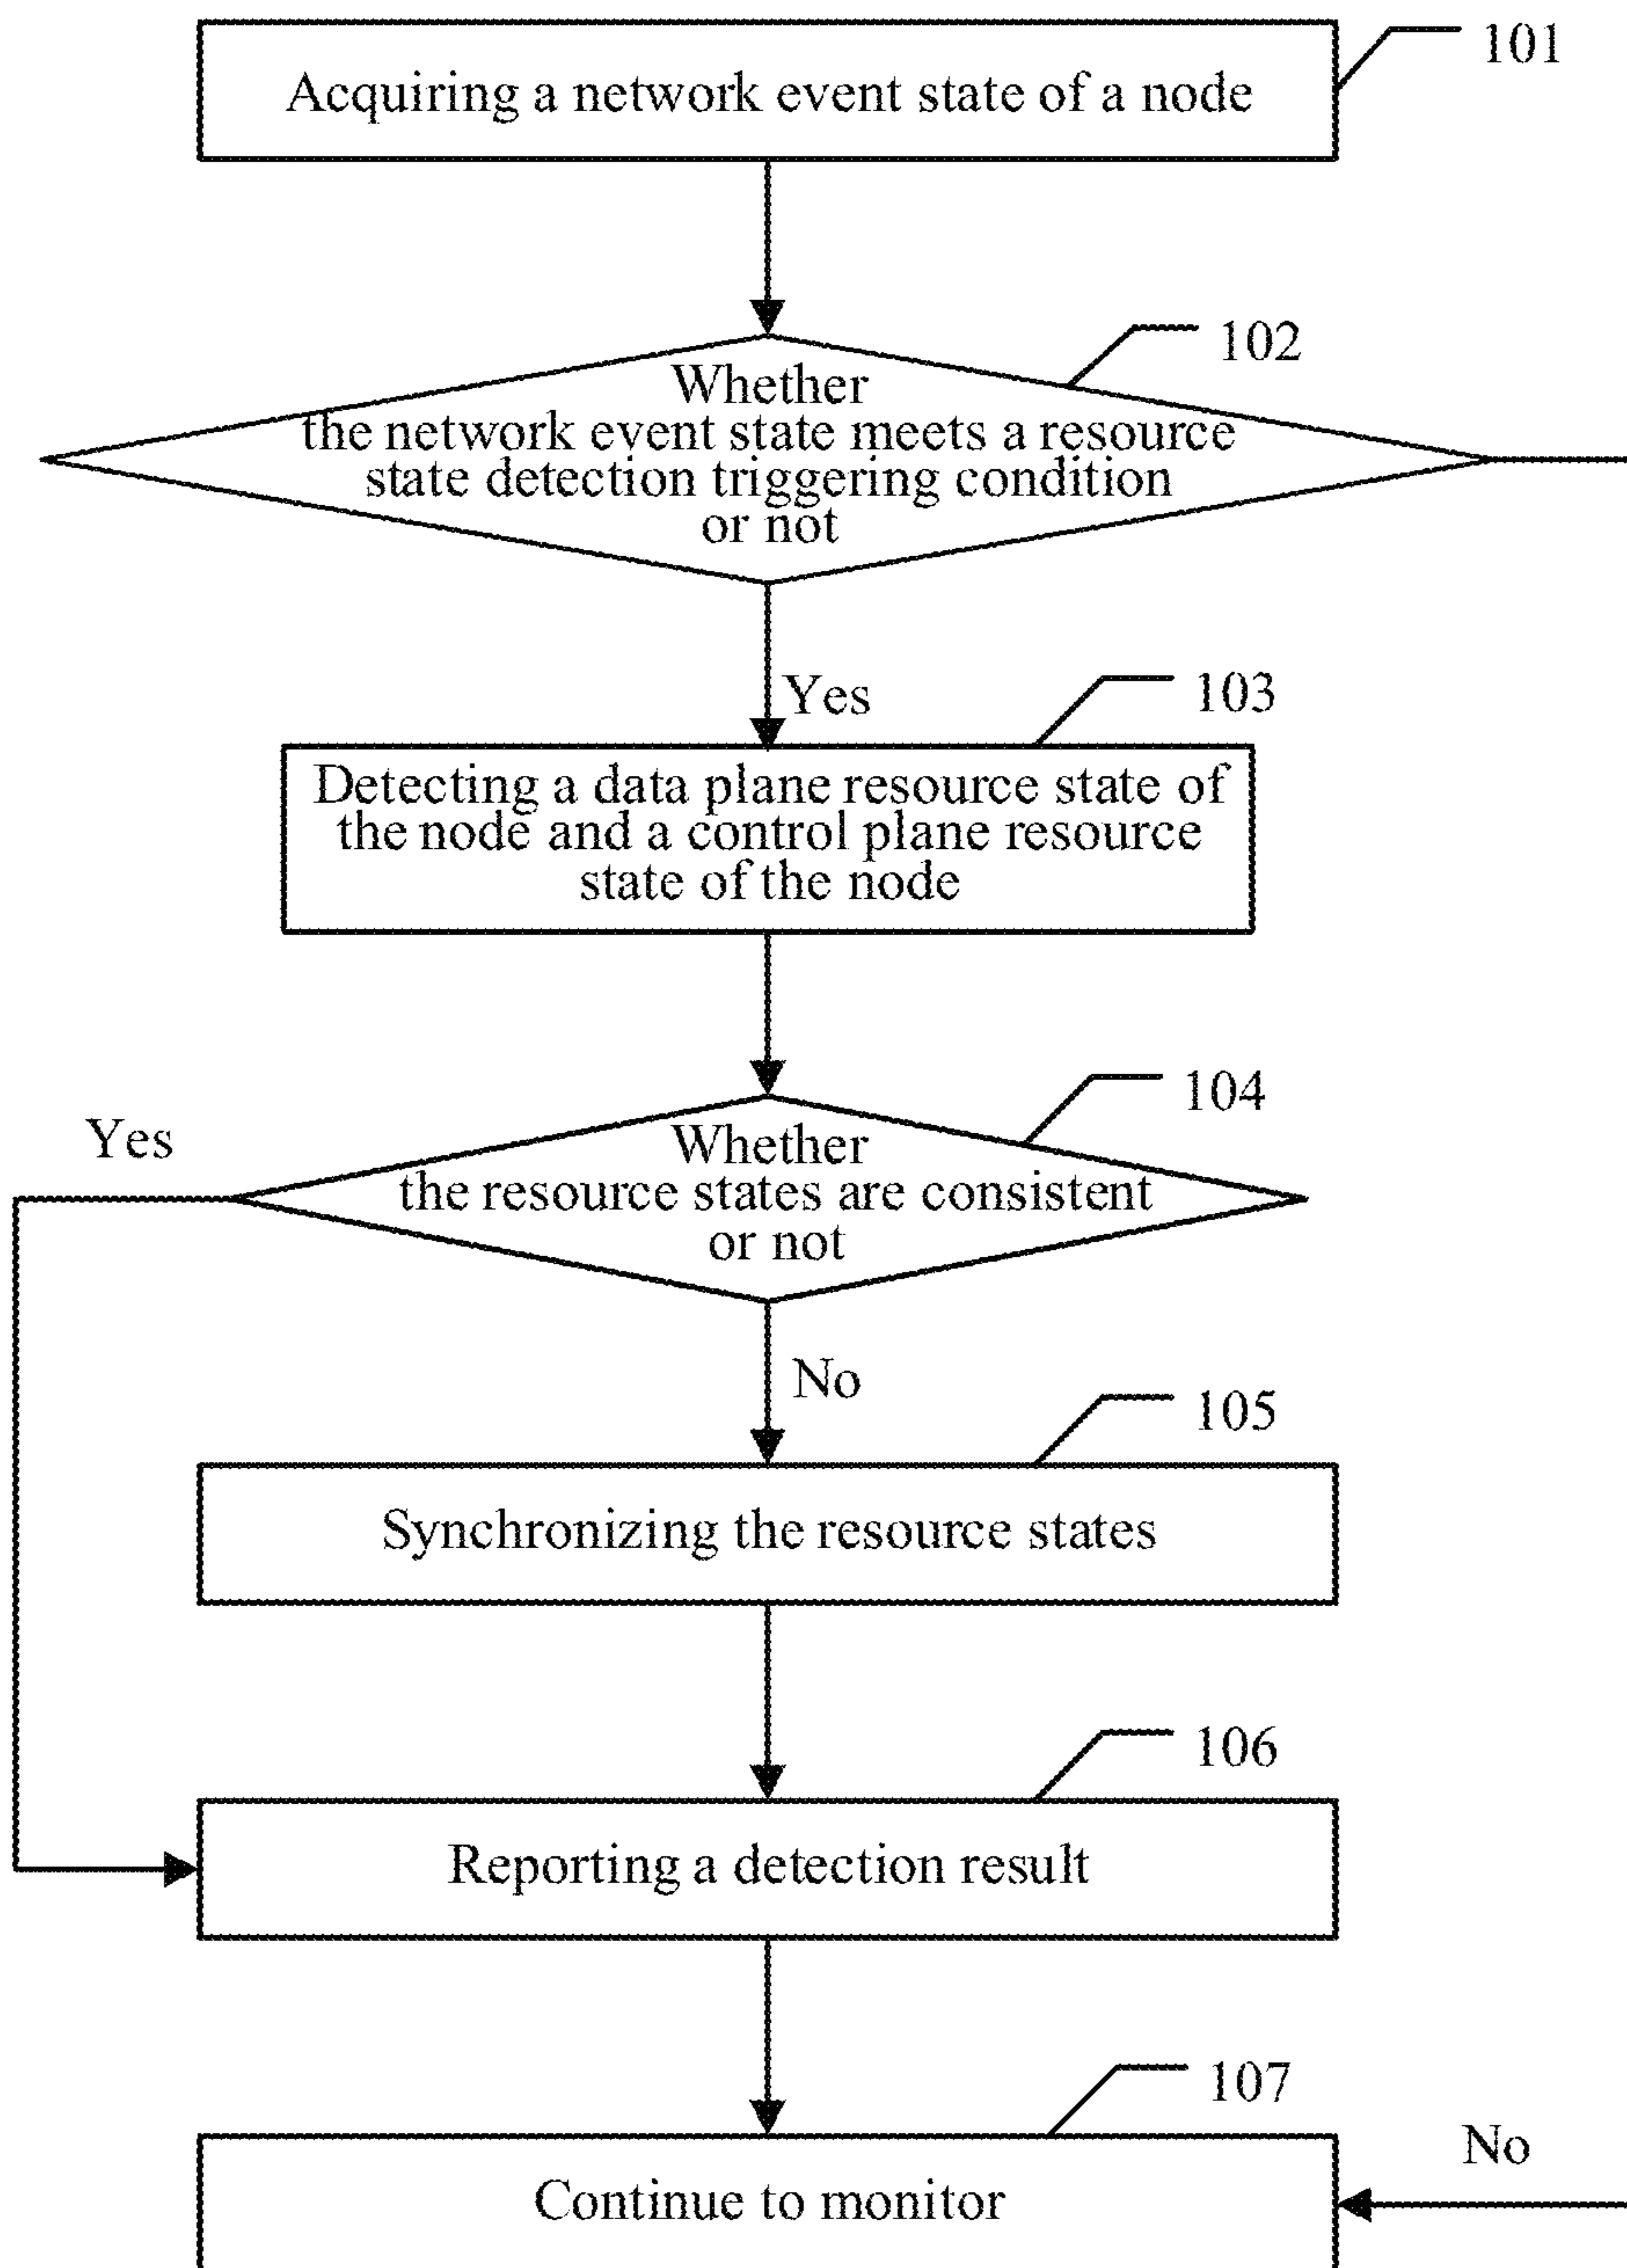 101
Acquiring a network event state of a node
102
Whether
the network event state meets a resource
state detection triggering condition
or not
Yes
103
Detecting a data plane resource state of
the node and a control plane resource
state of the node
104
Yes
Whether
the resource states are consistent
or not
No
105
Synchronizing the resource states
106
Reporting a detection result
107
No
Continue to monitor